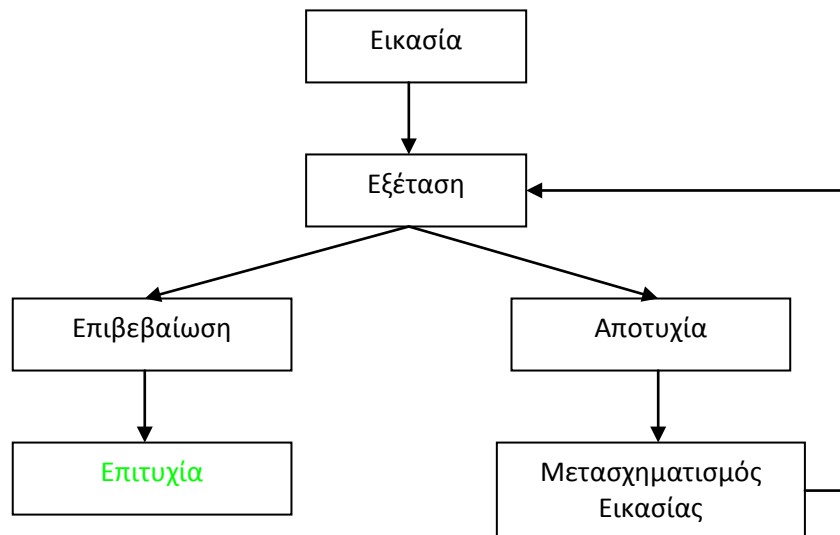 Εικασία
Εξέταση
Επιβεβαίωση
Αποτυχία
Επιτυχία
Μετασχηματισμός
Εικασίας